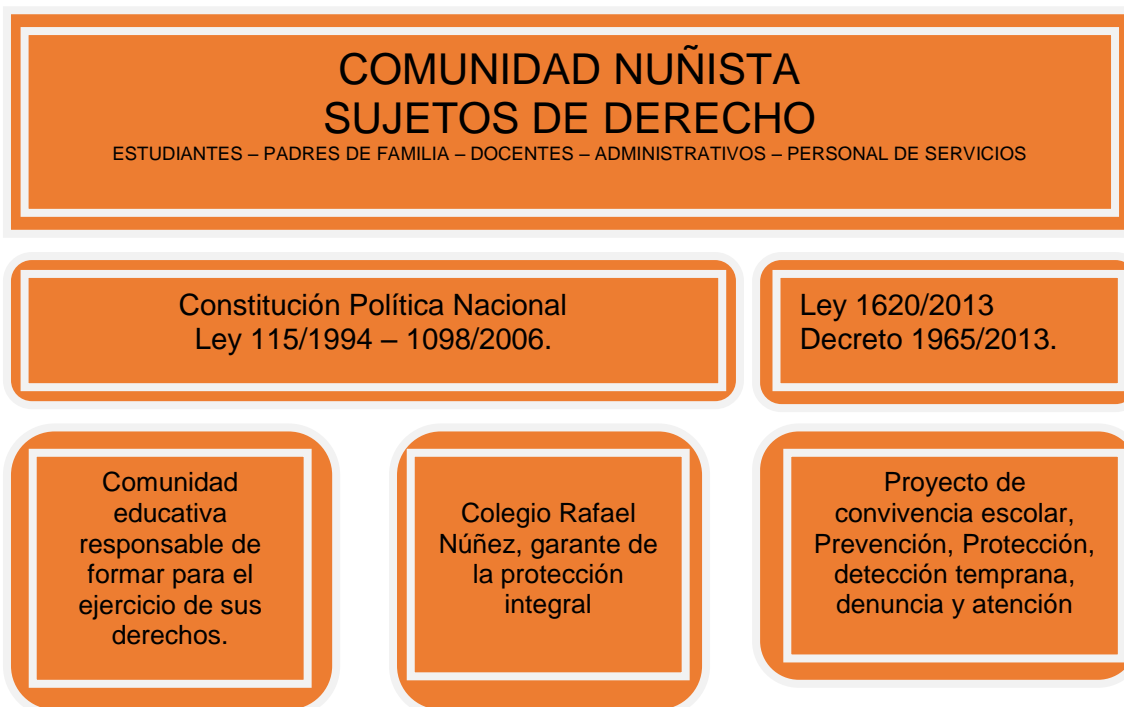 COMUNIDAD NUÑISTA
SUJETOS DE DERECHO
ESTUDIANTES – PADRES DE FAMILIA – DOCENTES – ADMINISTRATIVOS – PERSONAL DE SERVICIOS
Constitución Política Nacional
Ley 115/1994 – 1098/2006.
Ley 1620/2013
Decreto 1965/2013.
Comunidad
educativa
responsable de
formar para el
ejercicio de sus
derechos.
Colegio Rafael
Núñez, garante de
la protección
integral
Proyecto de
convivencia escolar,
Prevención, Protección,
detección temprana,
denuncia y atención